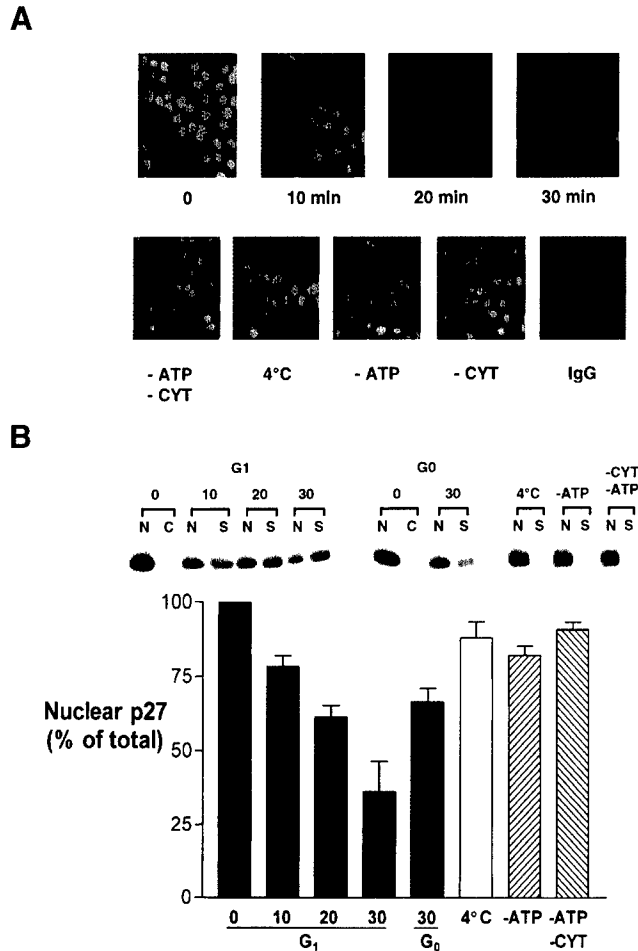 A
0 10 min 20 min 30 min
- ATP
- CYT
4°C - ATP - CYT IgG
B
G1 G0 -CYT
-ATP
0 10 20 30 0 30 4°C -ATP
N C N S N S N S N C N S N S N S N S
100
75
Nuclear p27
(% of total)
50
25
0
0 10 20 30 30 4°C -ATP -ATP
-CYT
G1 G0